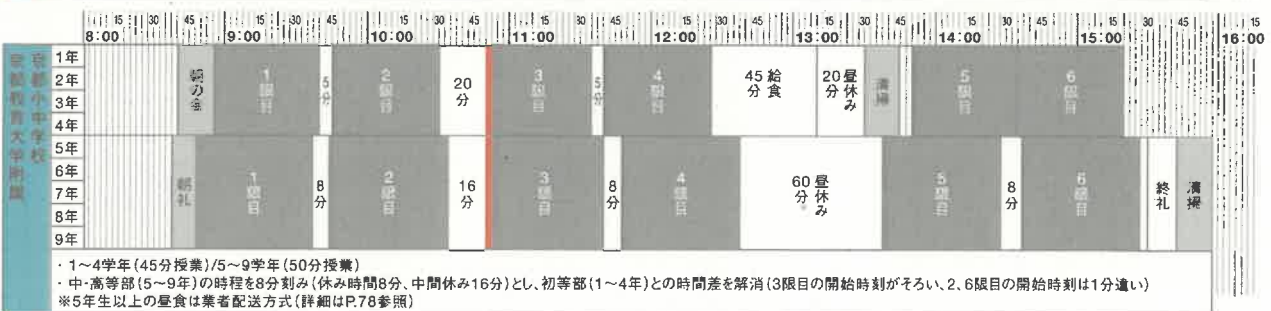 15 30 45 15 30 45 15 30 45 15 30 45 15 30 45 15 30 45 15 30 45 15 30 45 15
8:00 9:00 10:00 11:00 12:00 13:00 14:00 15:00 16:00
京都教育大学附属
京都小中学校
1年
2年
3年
4年
朝の会
1限目
5分
2限目
20分
3限目
5分
4限目
45分 給食
20分 昼休み
清掃
5限目
6限目
5年
6年
7年
8年
9年
朝礼
1限目
8分
2限目
16分
3限目
8分
4限目
60分 昼休み
5限目
8分
6限目
終礼
清掃
・1〜4学年(45分授業)/5〜9学年(50分授業)
・中・高等部(5〜9年)の時程を8分刻み(休み時間8分、中間休み16分)とし、初等部(1〜4年)との時間差を解消(3限目の開始時刻がそろい、2、6限目の開始時刻は1分違い)
※5年生以上の昼食は業者配送方式(詳細はP.78参照)